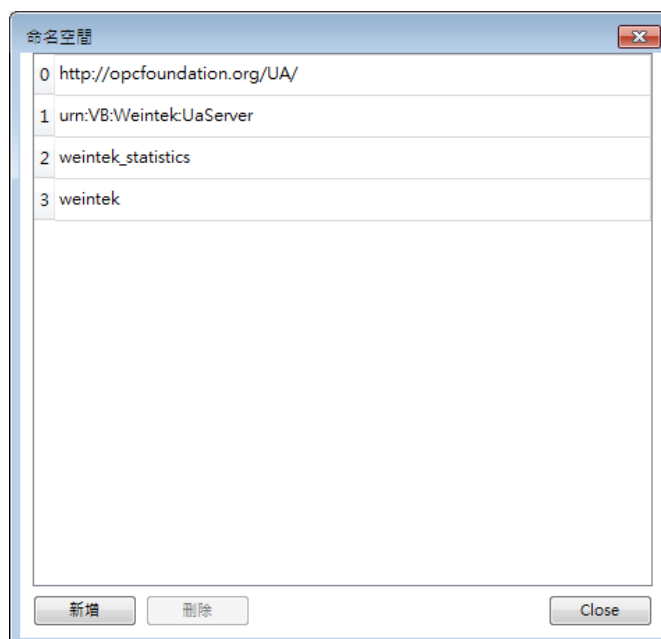 命名空間
0 http://opcfoundation.org/UA/
1 urn:VB:Weintek:UaServer
2 weintek_statistics
3 weintek
新增 刪除 Close